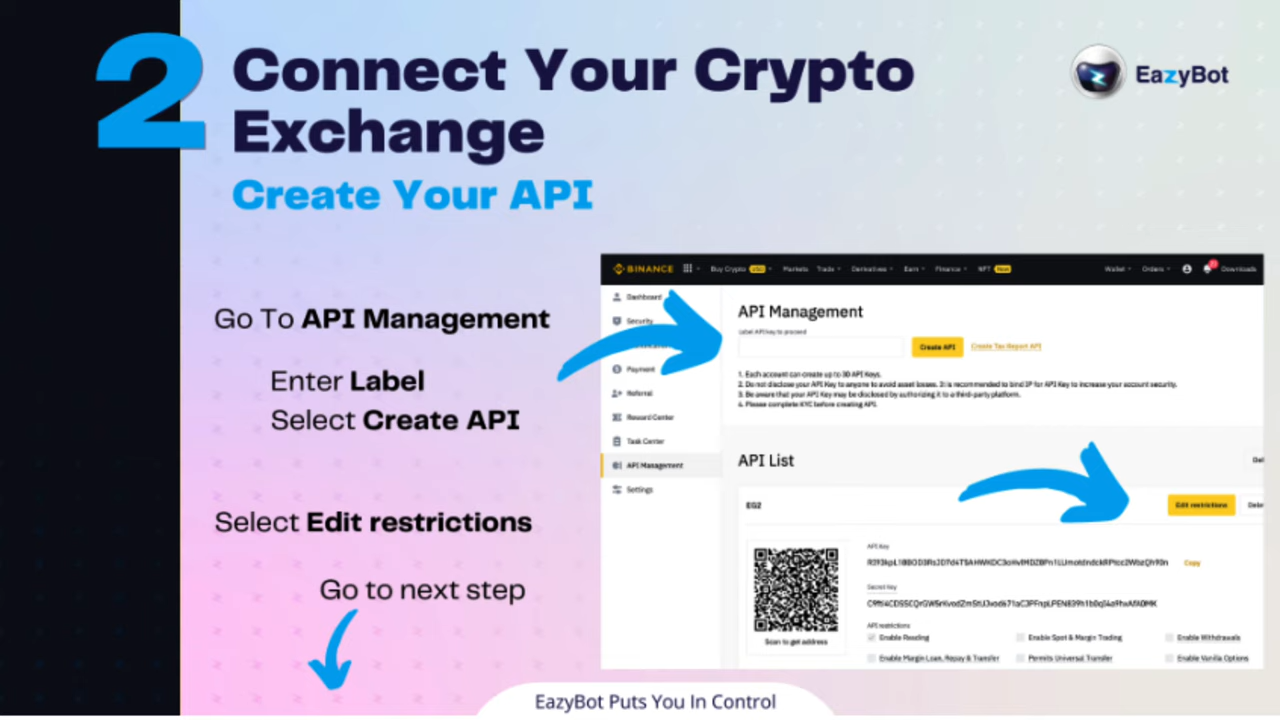 2
Connect Your Crypto
Exchange
EazyBot
Create Your API
Go To API Management
Enter Label
Select Create API
Select Edit restrictions
Go to next step
BINANCE Buy Crypto Markets Trade Derivatives Earn Finance NFT New Wallet Orders Downloads
Dashboard
Security
Payment
Referral
Reward Center
Task Center
API Management
Settings
API Management
Label API key to proceed
Create API Create Tax Report API
1. Each account can create up to 30 API Keys.
2. Do not disclose your API Key to anyone to avoid asset losses. It is recommended to bind IP for API Key to increase your account security.
3. Be aware that your API Key may be disclosed by authorizing it to a third-party platform.
4. Please complete KYC before creating API.
API List
EG2
Edit restrictions
API Key
Copy
Secret Key
Scan to get address
API restrictions
Enable Reading Enable Spot & Margin Trading Enable Withdrawals
Enable Margin Loan, Repay & Transfer Permits Universal Transfer Enable Vanilla Options
EazyBot Puts You In Control